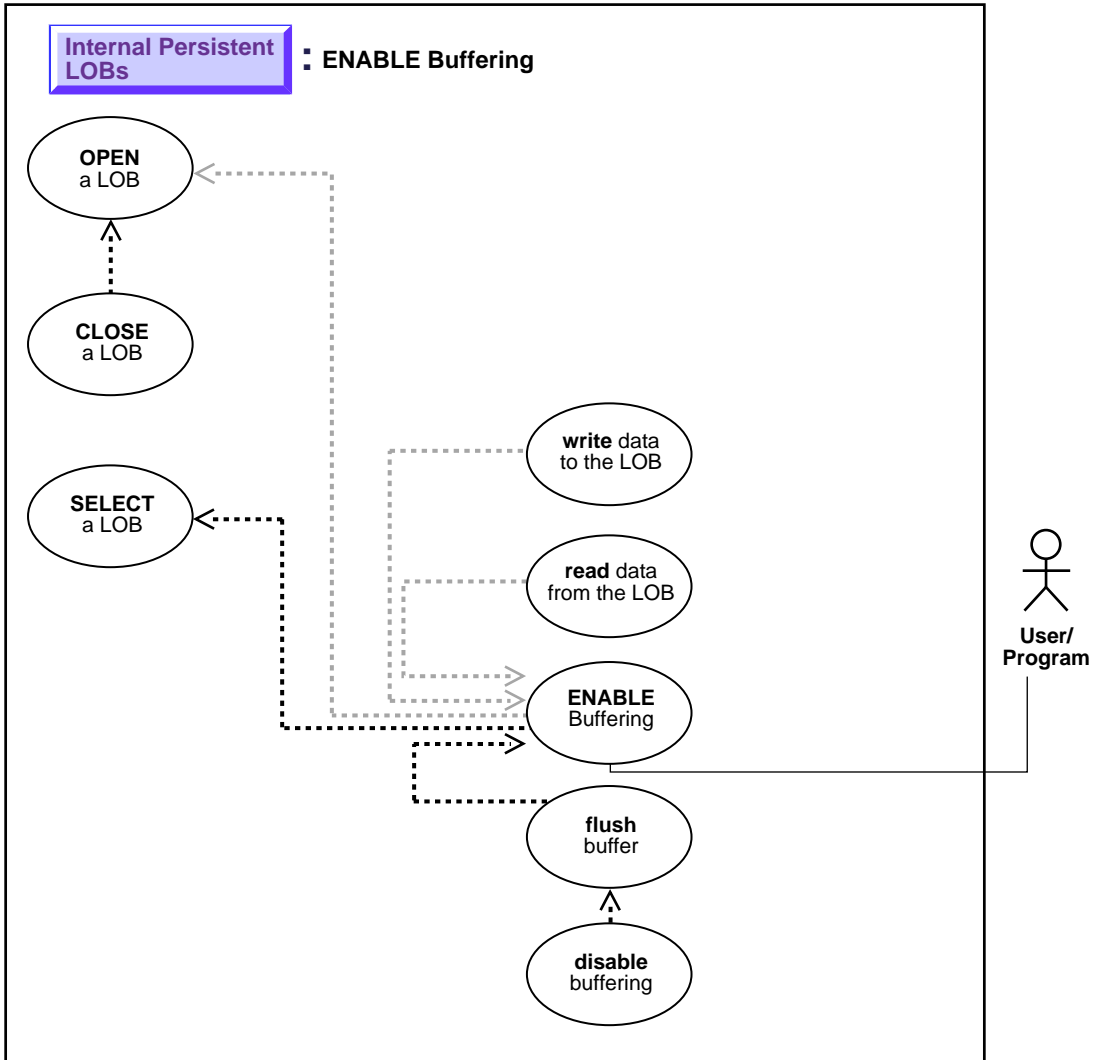 Internal Persistent
LOBs
: ENABLE Buffering
OPEN
a LOB
CLOSE
a LOB
write data
to the LOB
SELECT
a LOB
read data
from the LOB
User/
Program
ENABLE
Buffering
flush
buffer
disable
buffering